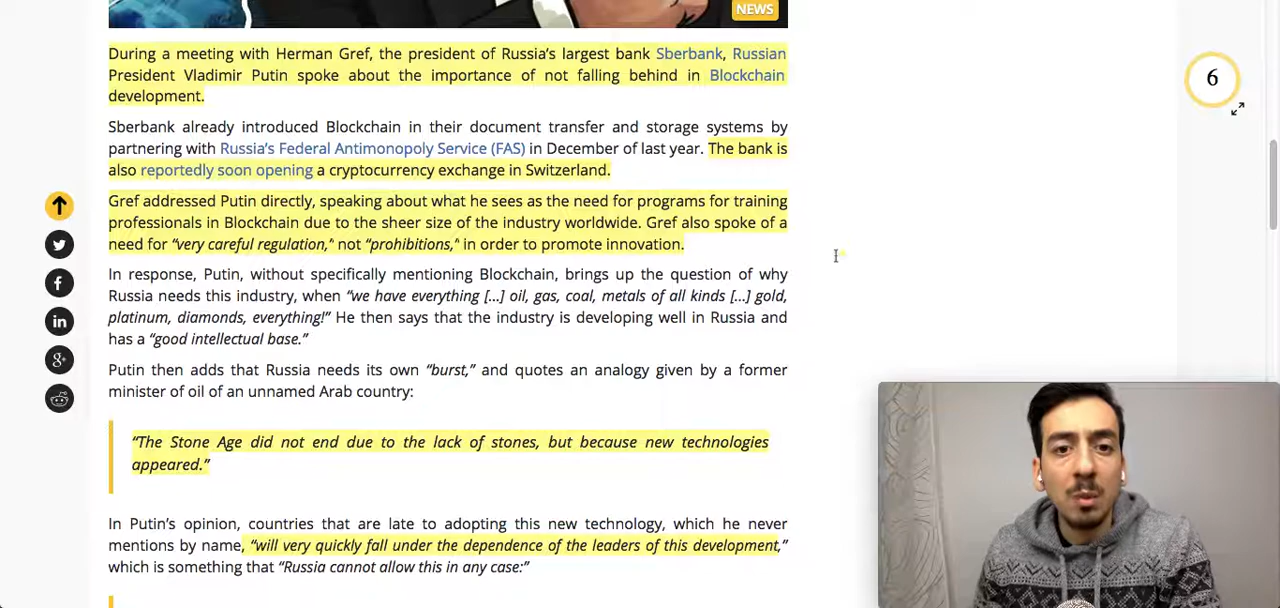 NEWS
During a meeting with Herman Gref, the president of Russia's largest bank Sberbank, Russian
President Vladimir Putin spoke about the importance of not falling behind in Blockchain
development.
6
Sberbank already introduced Blockchain in their document transfer and storage systems by
partnering with Russia's Federal Antimonopoly Service (FAS) in December of last year. The bank is
also reportedly soon opening a cryptocurrency exchange in Switzerland.
Gref addressed Putin directly, speaking about what he sees as the need for programs for training
professionals in Blockchain due to the sheer size of the industry worldwide. Gref also spoke of a
need for “very careful regulation,” not “prohibitions,” in order to promote innovation.
In response, Putin, without specifically mentioning Blockchain, brings up the question of why
Russia needs this industry, when “we have everything [...] oil, gas, coal, metals of all kinds [...] gold,
platinum, diamonds, everything!” He then says that the industry is developing well in Russia and
has a “good intellectual base.”
Putin then adds that Russia needs its own “burst,” and quotes an analogy given by a former
minister of oil of an unnamed Arab country:
“The Stone Age did not end due to the lack of stones, but because new technologies
appeared.”
In Putin's opinion, countries that are late to adopting this new technology, which he never
mentions by name, “will very quickly fall under the dependence of the leaders of this development,”
which is something that “Russia cannot allow this in any case:”